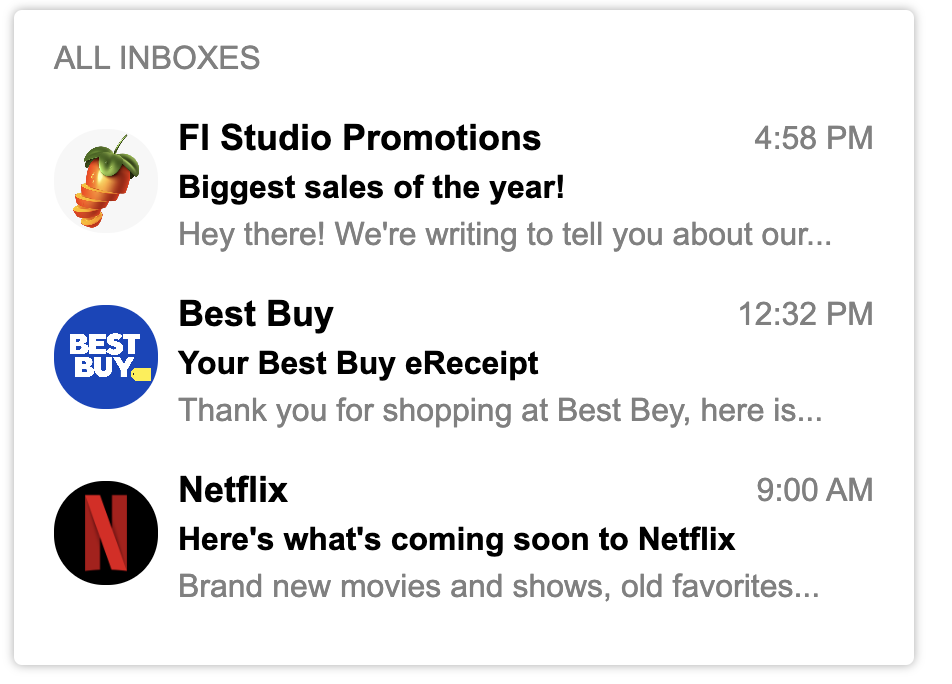 ALL INBOXES
Fl Studio Promotions 4:58 PM
Biggest sales of the year!
Hey there! We're writing to tell you about our...
BEST
BUY
Best Buy 12:32 PM
Your Best Buy eReceipt
Thank you for shopping at Best Bey, here is...
N
Netflix 9:00 AM
Here's what's coming soon to Netflix
Brand new movies and shows, old favorites...